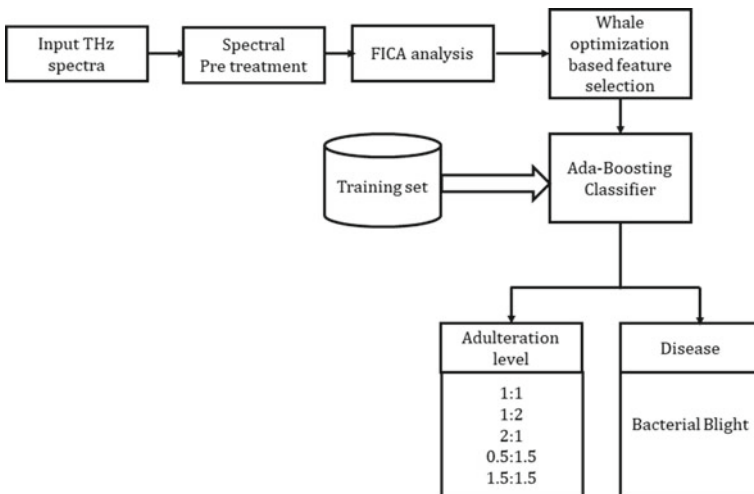 Input THz
spectra
Spectral
Pre treatment
FICA analysis
Whale
optimization
based feature
selection
Training set
Ada-Boosting
Classifier
Adulteration
level
1:1
1:2
2:1
0.5:1.5
1.5:1.5
Disease
Bacterial Blight